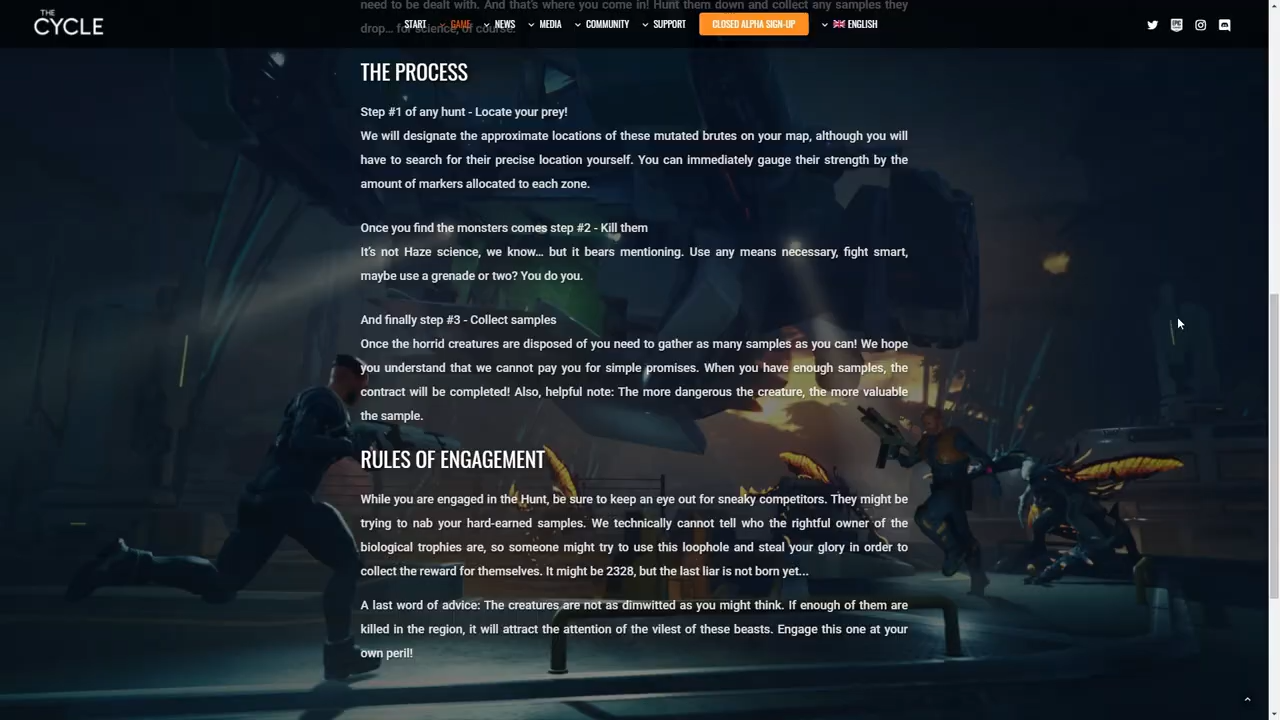 need to be dealt with. And that's where you come in! Hunt them down and collect any samples they
THE
CYCLE
START
GAME
NEWS
MEDIA
COMMUNITY
SUPPORT
CLOSED ALPHA SIGN-UP
ENGLISH
drop... for science, of course.
THE PROCESS
Step #1 of any hunt - Locate your prey!
We will designate the approximate locations of these mutated brutes on your map, although you will
have to search for their precise location yourself. You can immediately gauge their strength by the
amount of markers allocated to each zone.
Once you find the monsters comes step #2 - Kill them
It's not Haze science, we know... but it bears mentioning. Use any means necessary, fight smart,
maybe use a grenade or two? You do you.
And finally step #3 - Collect samples
Once the horrid creatures are disposed of you need to gather as many samples as you can! We hope
you understand that we cannot pay you for simple promises. When you have enough samples, the
contract will be completed! Also, helpful note: The more dangerous the creature, the more valuable
the sample.
RULES OF ENGAGEMENT
While you are engaged in the Hunt, be sure to keep an eye out for sneaky competitors. They might be
trying to nab your hard-earned samples. We technically cannot tell who the rightful owner of the
biological trophies are, so someone might try to use this loophole and steal your glory in order to
collect the reward for themselves. It might be 2328, but the last liar is not born yet...
A last word of advice: The creatures are not as dimwitted as you might think. If enough of them are
killed in the region, it will attract the attention of the vilest of these beasts. Engage this one at your
own peril!